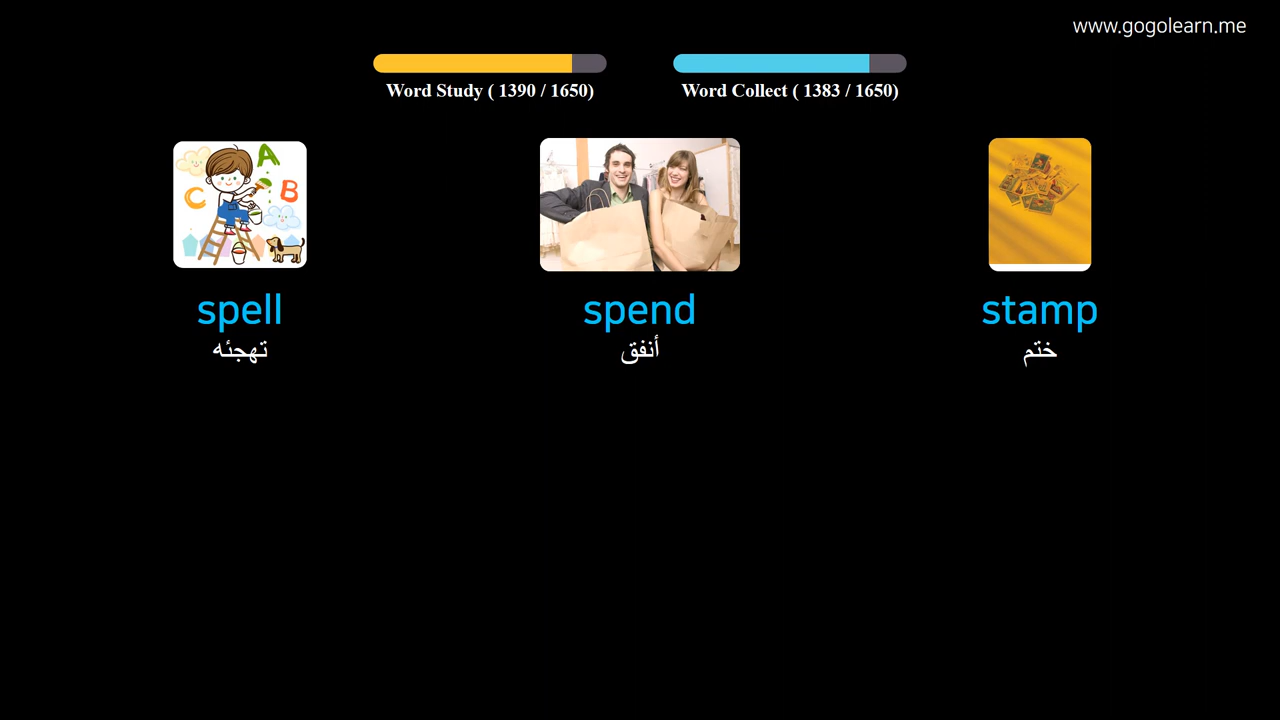 www.gogolearn.me
Word Study ( 1390 / 1650)
Word Collect ( 1383 / 1650)
A
B
C
spell
spend
stamp
تهجئه
أنفق
ختم